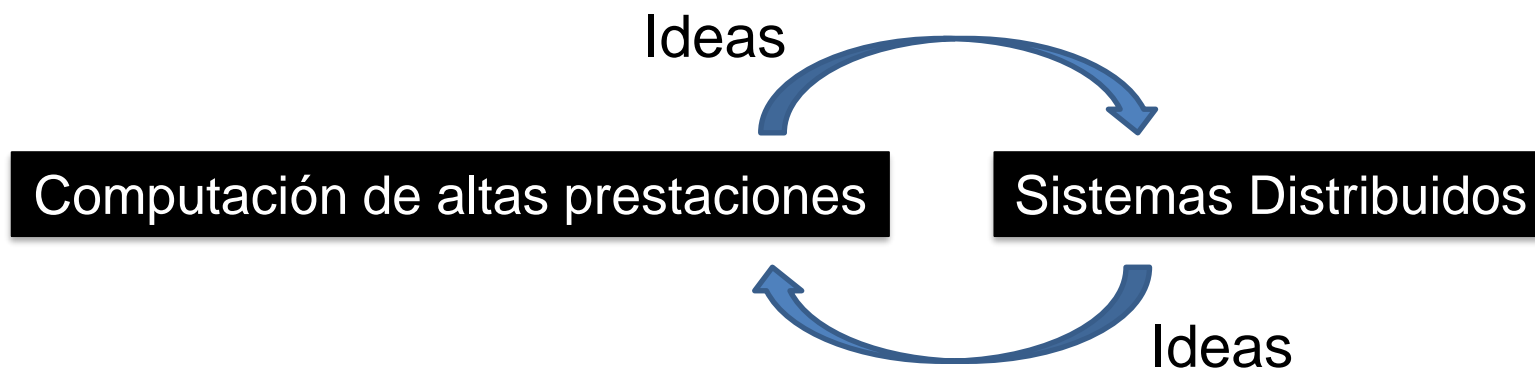 Ideas
Computación de altas prestaciones
Sistemas Distribuidos
Ideas